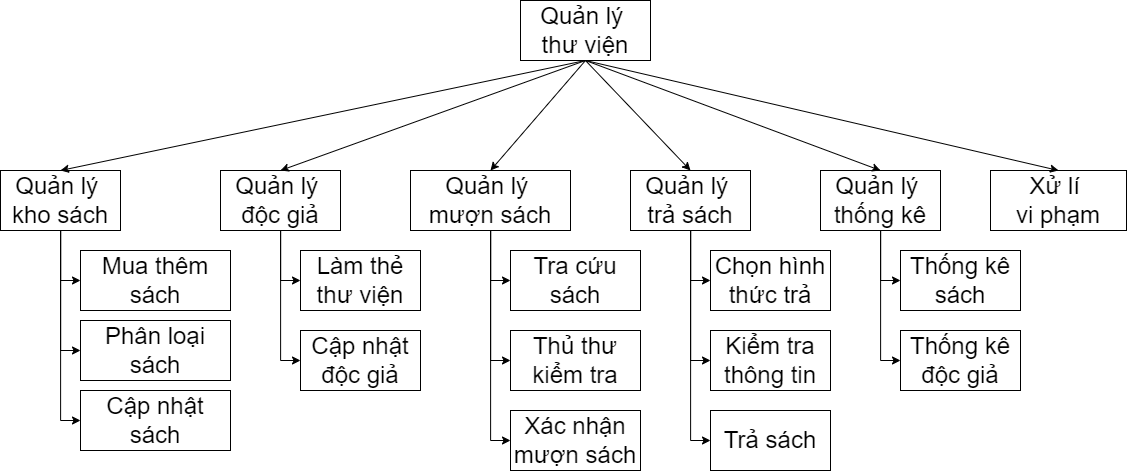 Quản lý
thư viện
Quản lý
kho sách
Mua thêm
sách
Phân loại
sách
Cập nhật
sách
Quản lý
độc giả
Làm thẻ
thư viện
Cập nhật
độc giả
Quản lý
mượn sách
Tra cứu
sách
Thủ thư
kiểm tra
Xác nhận
mượn sách
Quản lý
trả sách
Chọn hình
thức trả
Kiểm tra
thông tin
Trả sách
Quản lý
thống kê
Thống kê
sách
Thống kê
độc giả
Xử lí
vi phạm